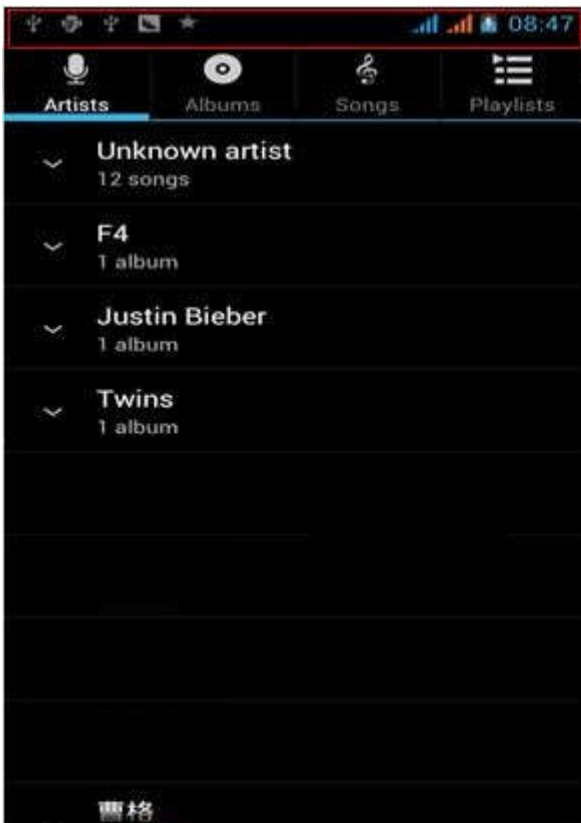 08:47
Artists Albums Songs Playlists
Unknown artist
12 songs
F4
1 album
Justin Bieber
1 album
Twins
1 album
曹格